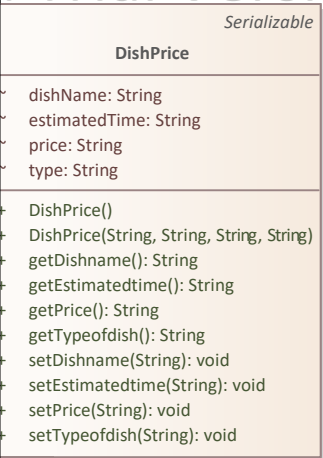 Serializable
DishPrice
~ dishName: String
~ estimatedTime: String
~ price: String
~ type: String
+ DishPrice()
+ DishPrice(String, String, String, String)
+ getDishname(): String
+ getEstimatedtime(): String
+ getPrice(): String
+ getTypeofdish(): String
+ setDishname(String): void
+ setEstimatedtime(String): void
+ setPrice(String): void
+ setTypeofdish(String): void